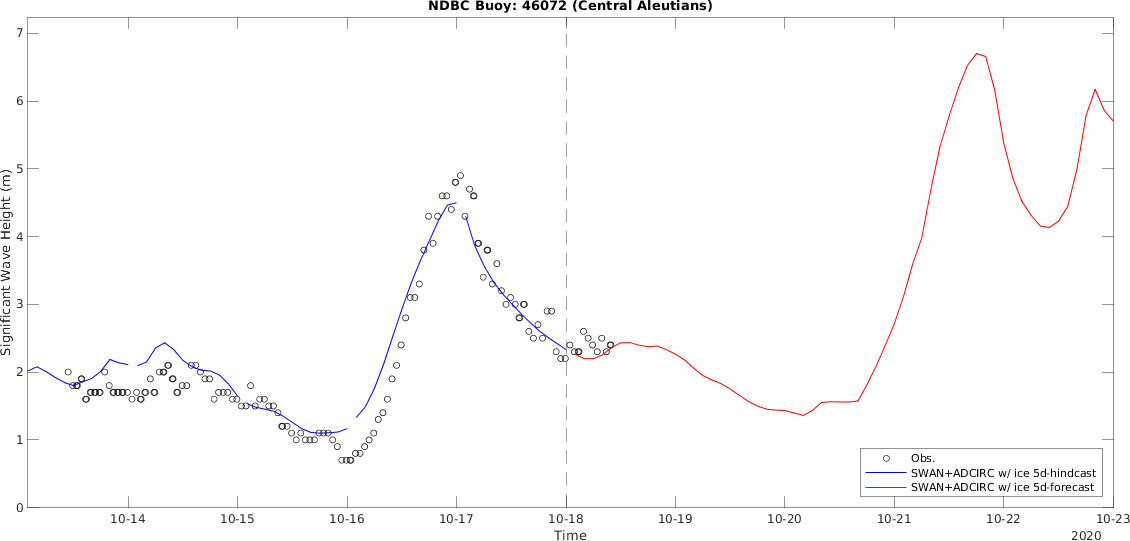 NDBC Buoy: 46072 (Central Aleutians)
7
6
5
4
3
2
1
0
Significant Wave Height (m)
Obs.
SWAN+ADCIRC w/ ice 5d-hindcast
SWAN+ADCIRC w/ ice 5d-forecast
10-14 10-15 10-16 10-17 10-18 10-19 10-20 10-21 10-22 10-23
Time
2020